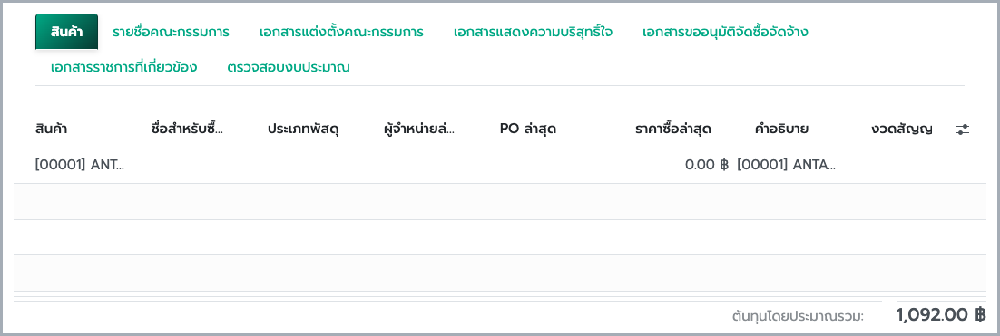 สินค้า รายชื่อคณะกรรมการ เอกสารแต่งตั้งคณะกรรมการ เอกสารแสดงความบริสุทธิ์ใจ เอกสารขออนุมัติจัดซื้อจัดจ้าง
เอกสารราชการที่เกี่ยวข้อง ตรวจสอบงบประมาณ
สินค้า ชื่อสำหรับซื้... ประเภทพัสดุ ผู้จำหน่ายล่... PO ล่าสุด ราคาซื้อล่าสุด คำอธิบาย งวดสัญญ
[00001] ANT... 0.00 ฿ [00001] ANTA...
ต้นทุนโดยประมาณรวม: 1,092.00 ฿